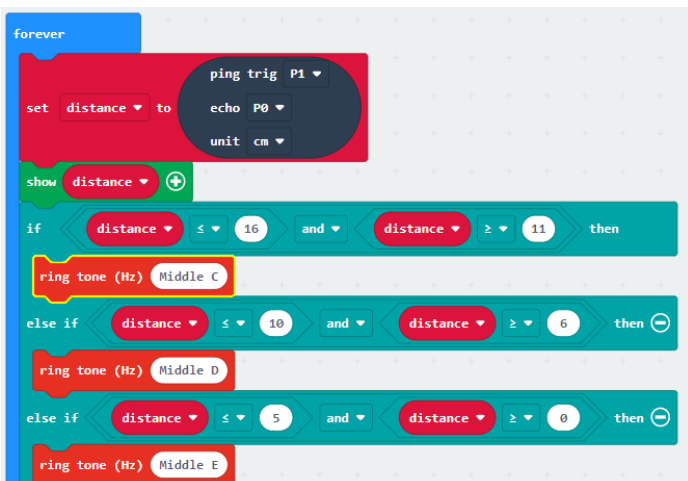 forever
ping trig P1
set distance to echo P0
unit cm
show distance
if distance ≤ 16 and distance ≥ 11 then
ring tone (Hz) Middle C
else if distance ≤ 10 and distance ≥ 6 then
ring tone (Hz) Middle D
else if distance ≤ 5 and distance ≥ 0 then
ring tone (Hz) Middle E